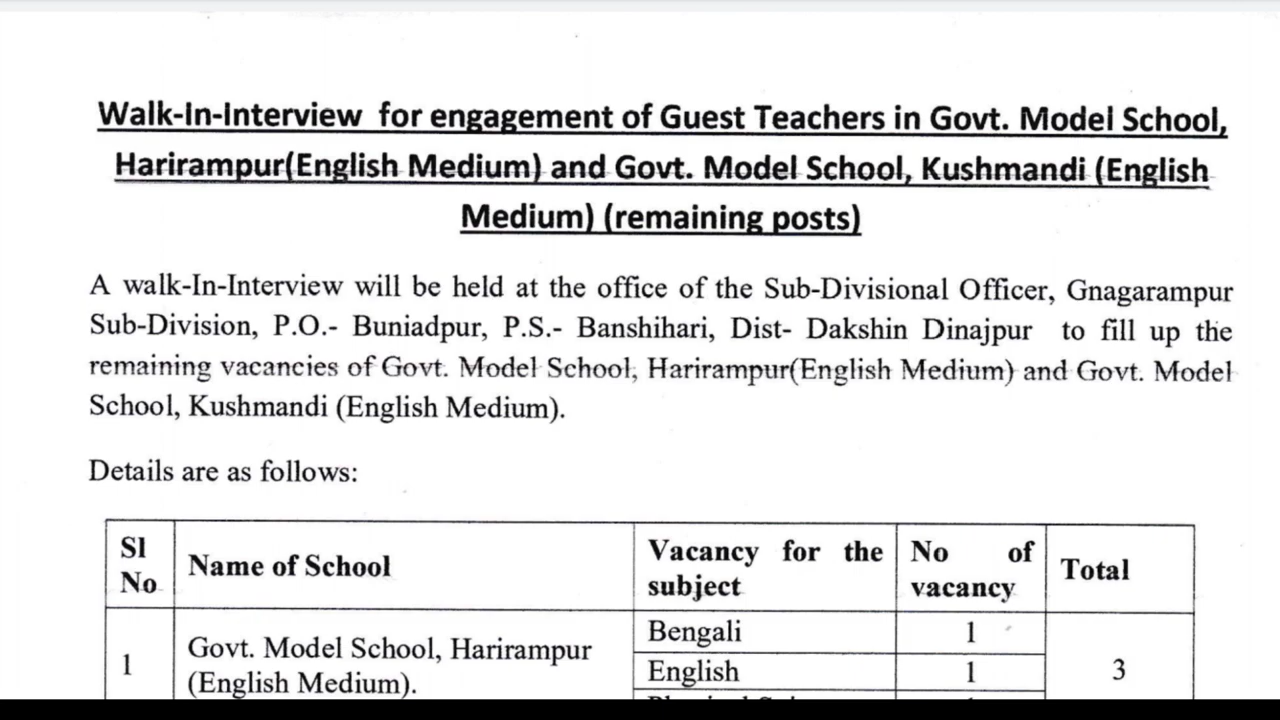 Walk-In-Interview for engagement of Guest Teachers in Govt. Model School,
Harirampur(English Medium) and Govt. Model School, Kushmandi (English
Medium) (remaining posts)
A walk-In-Interview will be held at the office of the Sub-Divisional Officer, Gnagarampur
Sub-Division, P.O.- Buniadpur, P.S.- Banshihari, Dist- Dakshin Dinajpur to fill up the
remaining vacancies of Govt. Model School, Harirampur(English Medium) and Govt. Model
School, Kushmandi (English Medium).
Details are as follows:
Sl No Name of School Vacancy for the subject No of vacancy Total
1 Govt. Model School, Harirampur (English Medium). Bengali 1 3
English 1